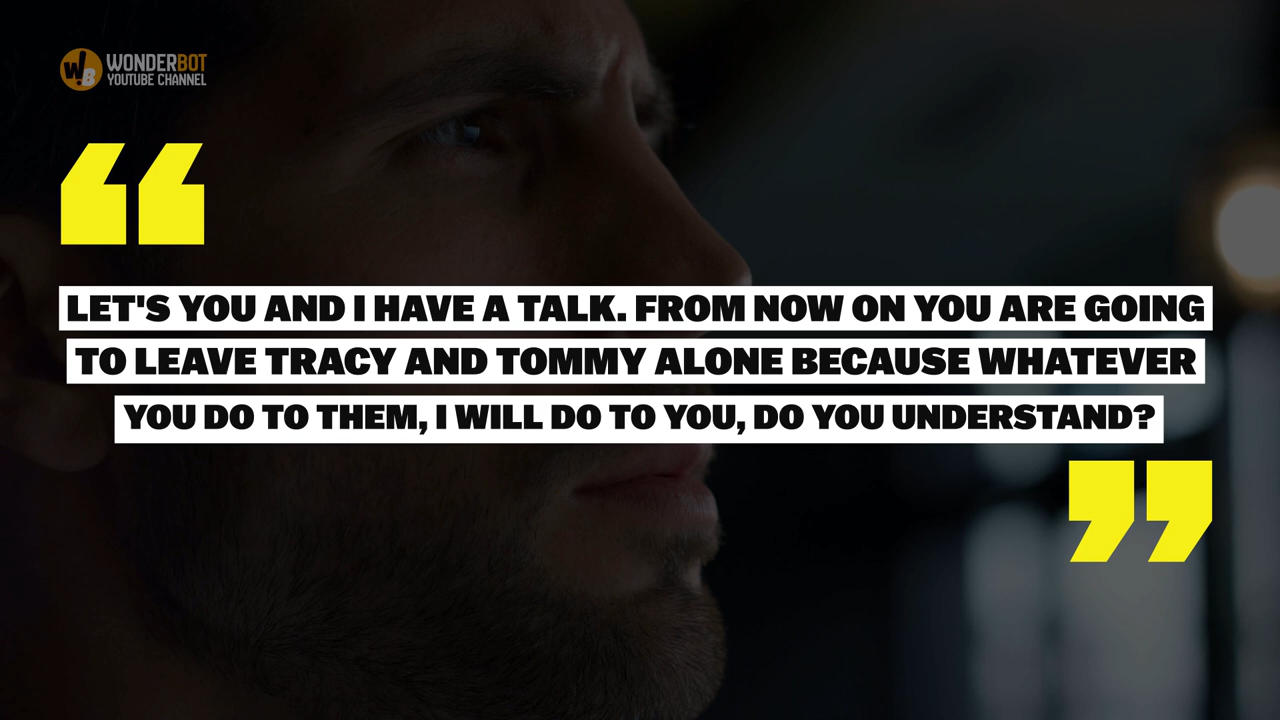 WONDERBOT
YOUTUBE CHANNEL
“
LET'S YOU AND I HAVE A TALK. FROM NOW ON YOU ARE GOING
TO LEAVE TRACY AND TOMMY ALONE BECAUSE WHATEVER
YOU DO TO THEM, I WILL DO TO YOU, DO YOU UNDERSTAND?
”